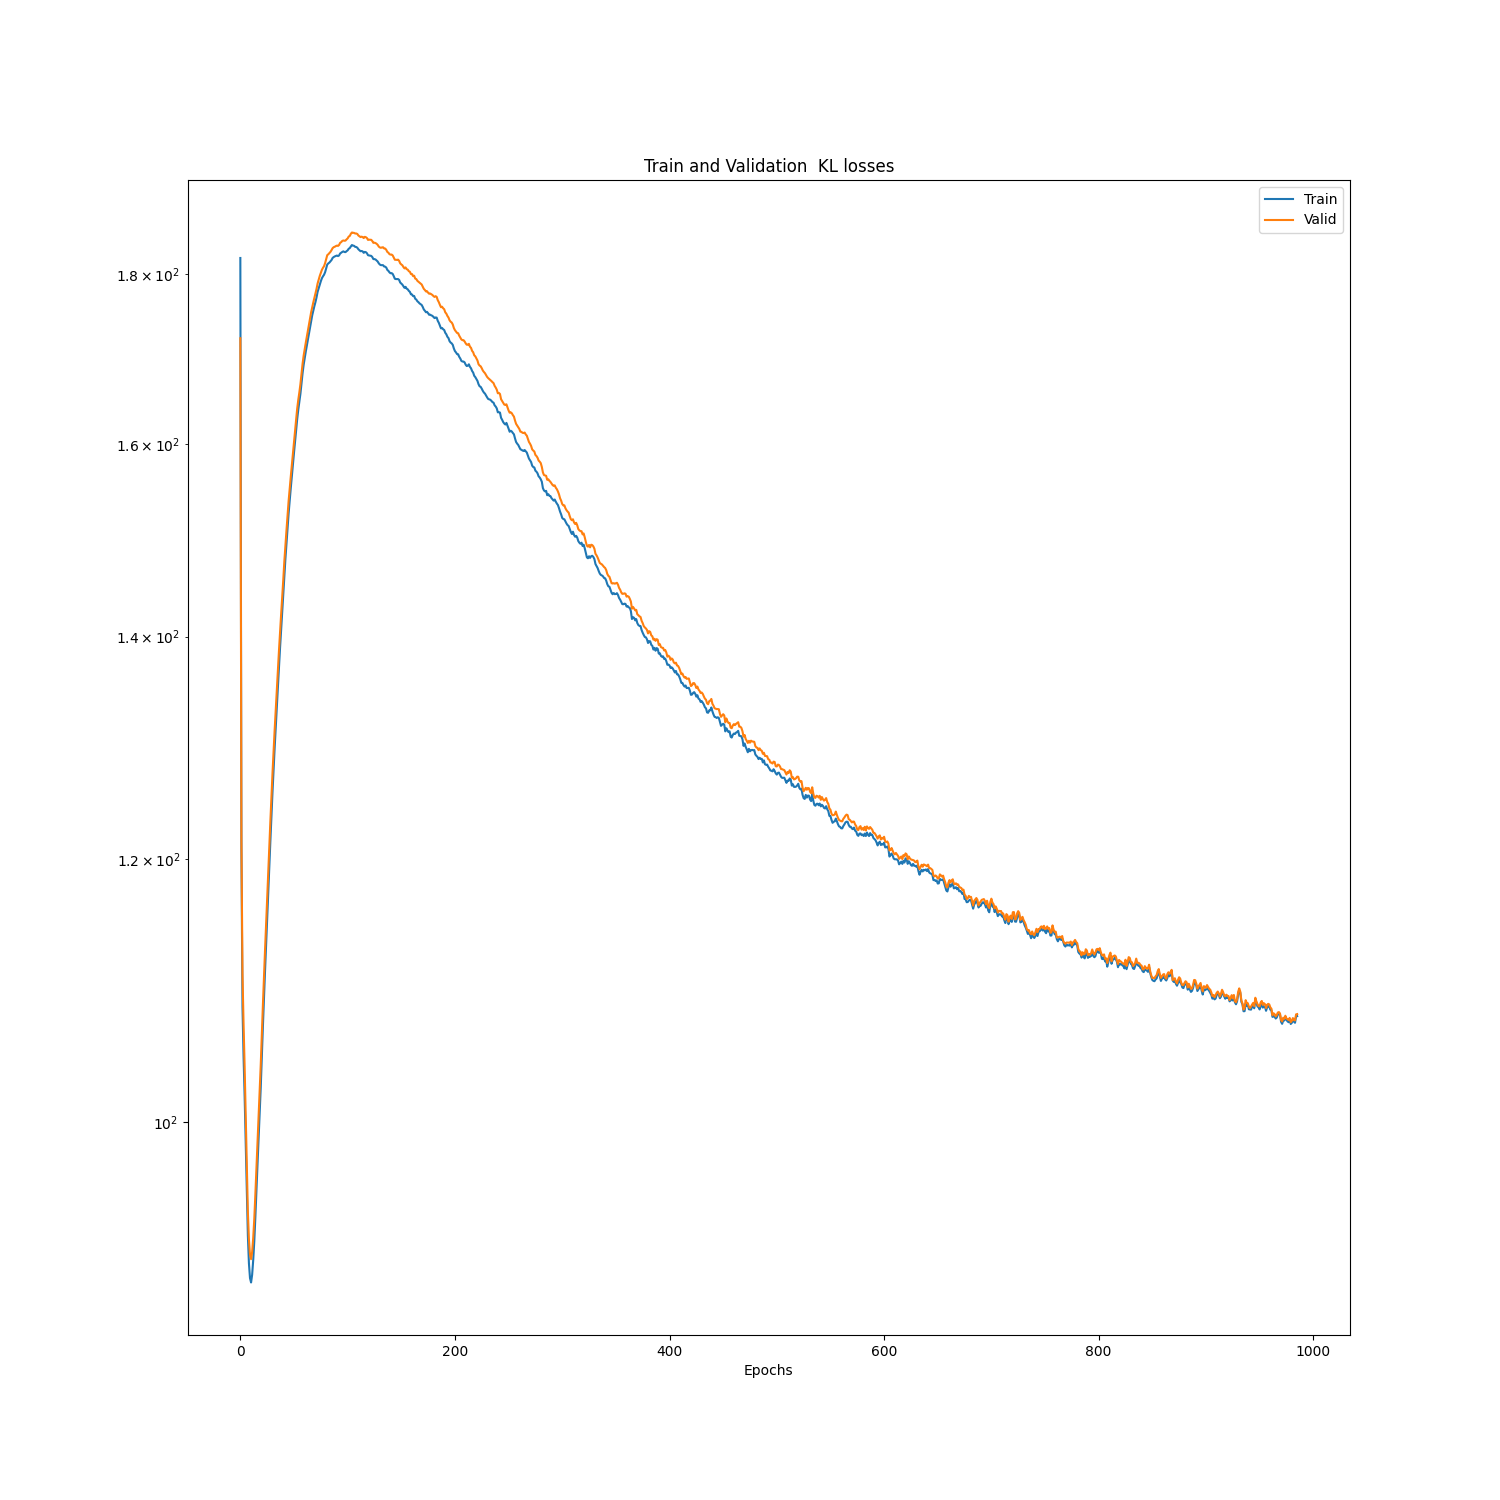 Train and Validation  KL losses
Train
Valid
1.8 × 10²
1.6 × 10²
1.4 × 10²
1.2 × 10²
10²
0 200 400 600 800 1000
Epochs